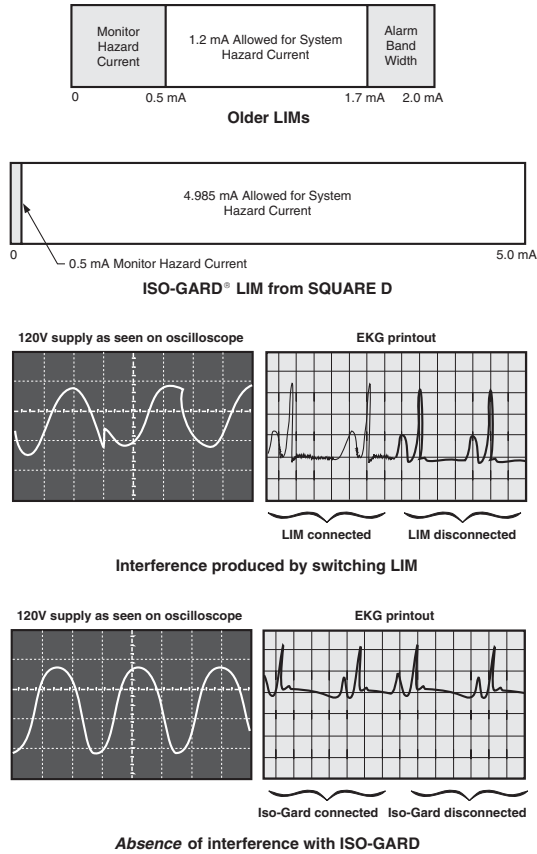 Monitor
Hazard
Current
1.2 mA Allowed for System
Hazard Current
Alarm
Band
Width
0
0.5 mA
1.7 mA
2.0 mA
Older LIMs
4.985 mA Allowed for System
Hazard Current
0
5.0 mA
0.5 mA Monitor Hazard Current
ISO-GARD® LIM from SQUARE D
120V supply as seen on oscilloscope
EKG printout
LIM connected
LIM disconnected
Interference produced by switching LIM
120V supply as seen on oscilloscope
EKG printout
Iso-Gard connected
Iso-Gard disconnected
Absence of interference with ISO-GARD